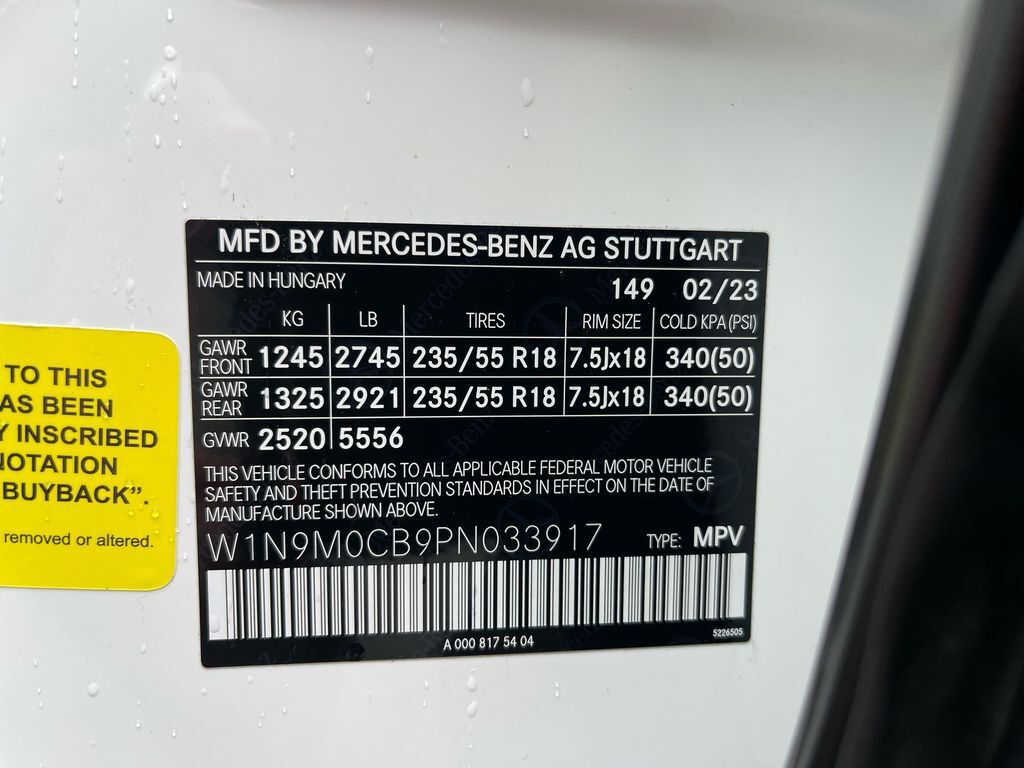 MFD BY MERCEDES-BENZ AG STUTTGART
MADE IN HUNGARY 149 02/23
KG LB TIRES RIM SIZE COLD KPA (PSI)
GAWR FRONT 1245 2745 235/55 R18 7.5Jx18 340(50)
GAWR REAR 1325 2921 235/55 R18 7.5Jx18 340(50)
GVWR 2520 5556
THIS VEHICLE CONFORMS TO ALL APPLICABLE FEDERAL MOTOR VEHICLE
SAFETY AND THEFT PREVENTION STANDARDS IN EFFECT ON THE DATE OF
MANUFACTURE SHOWN ABOVE.
W1N9M0CB9PN033917 TYPE: MPV
A 000 817 54 04
5226505
TO THIS
AS BEEN
Y INSCRIBED
NOTATION
BUYBACK”.
removed or altered.